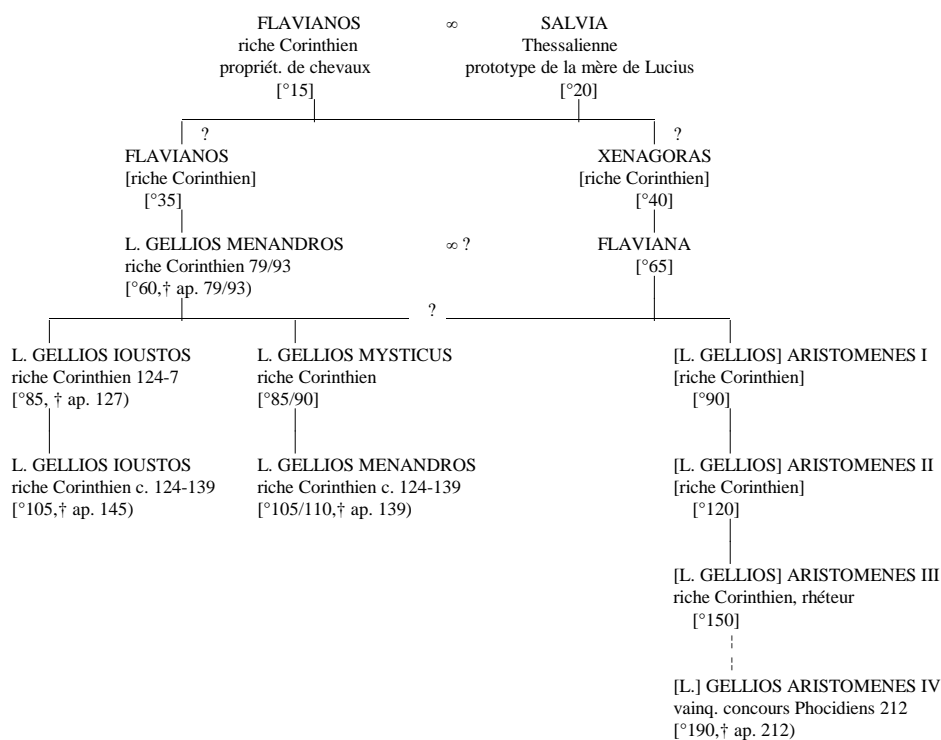 FLAVIANOS ∞ SALVIA
riche Corinthien Thessalienne
propriét. de chevaux prototype de la mère de Lucius
[°15] [°20]
? ?
FLAVIANOS XENAGORAS
[riche Corinthien] [riche Corinthien]
[°35] [°40]
L. GELLIOS MENANDROS ∞ ? FLAVIANA
riche Corinthien 79/93 [°65]
[°60,† ap. 79/93)
?
L. GELLIOS IOUSTOS L. GELLIOS MYSTICUS [L. GELLIOS] ARISTOMENES I
riche Corinthien 124-7 riche Corinthien [riche Corinthien]
[°85, † ap. 127) [°85/90] [°90]
L. GELLIOS IOUSTOS L. GELLIOS MENANDROS [L. GELLIOS] ARISTOMENES II
riche Corinthien c. 124-139 riche Corinthien c. 124-139 [riche Corinthien]
[°105,† ap. 145) [°105/110,† ap. 139) [°120]
[L. GELLIOS] ARISTOMENES III
riche Corinthien, rhéteur
[°150]
[L.] GELLIOS ARISTOMENES IV
vainq. concours Phocidiens 212
[°190,† ap. 212)